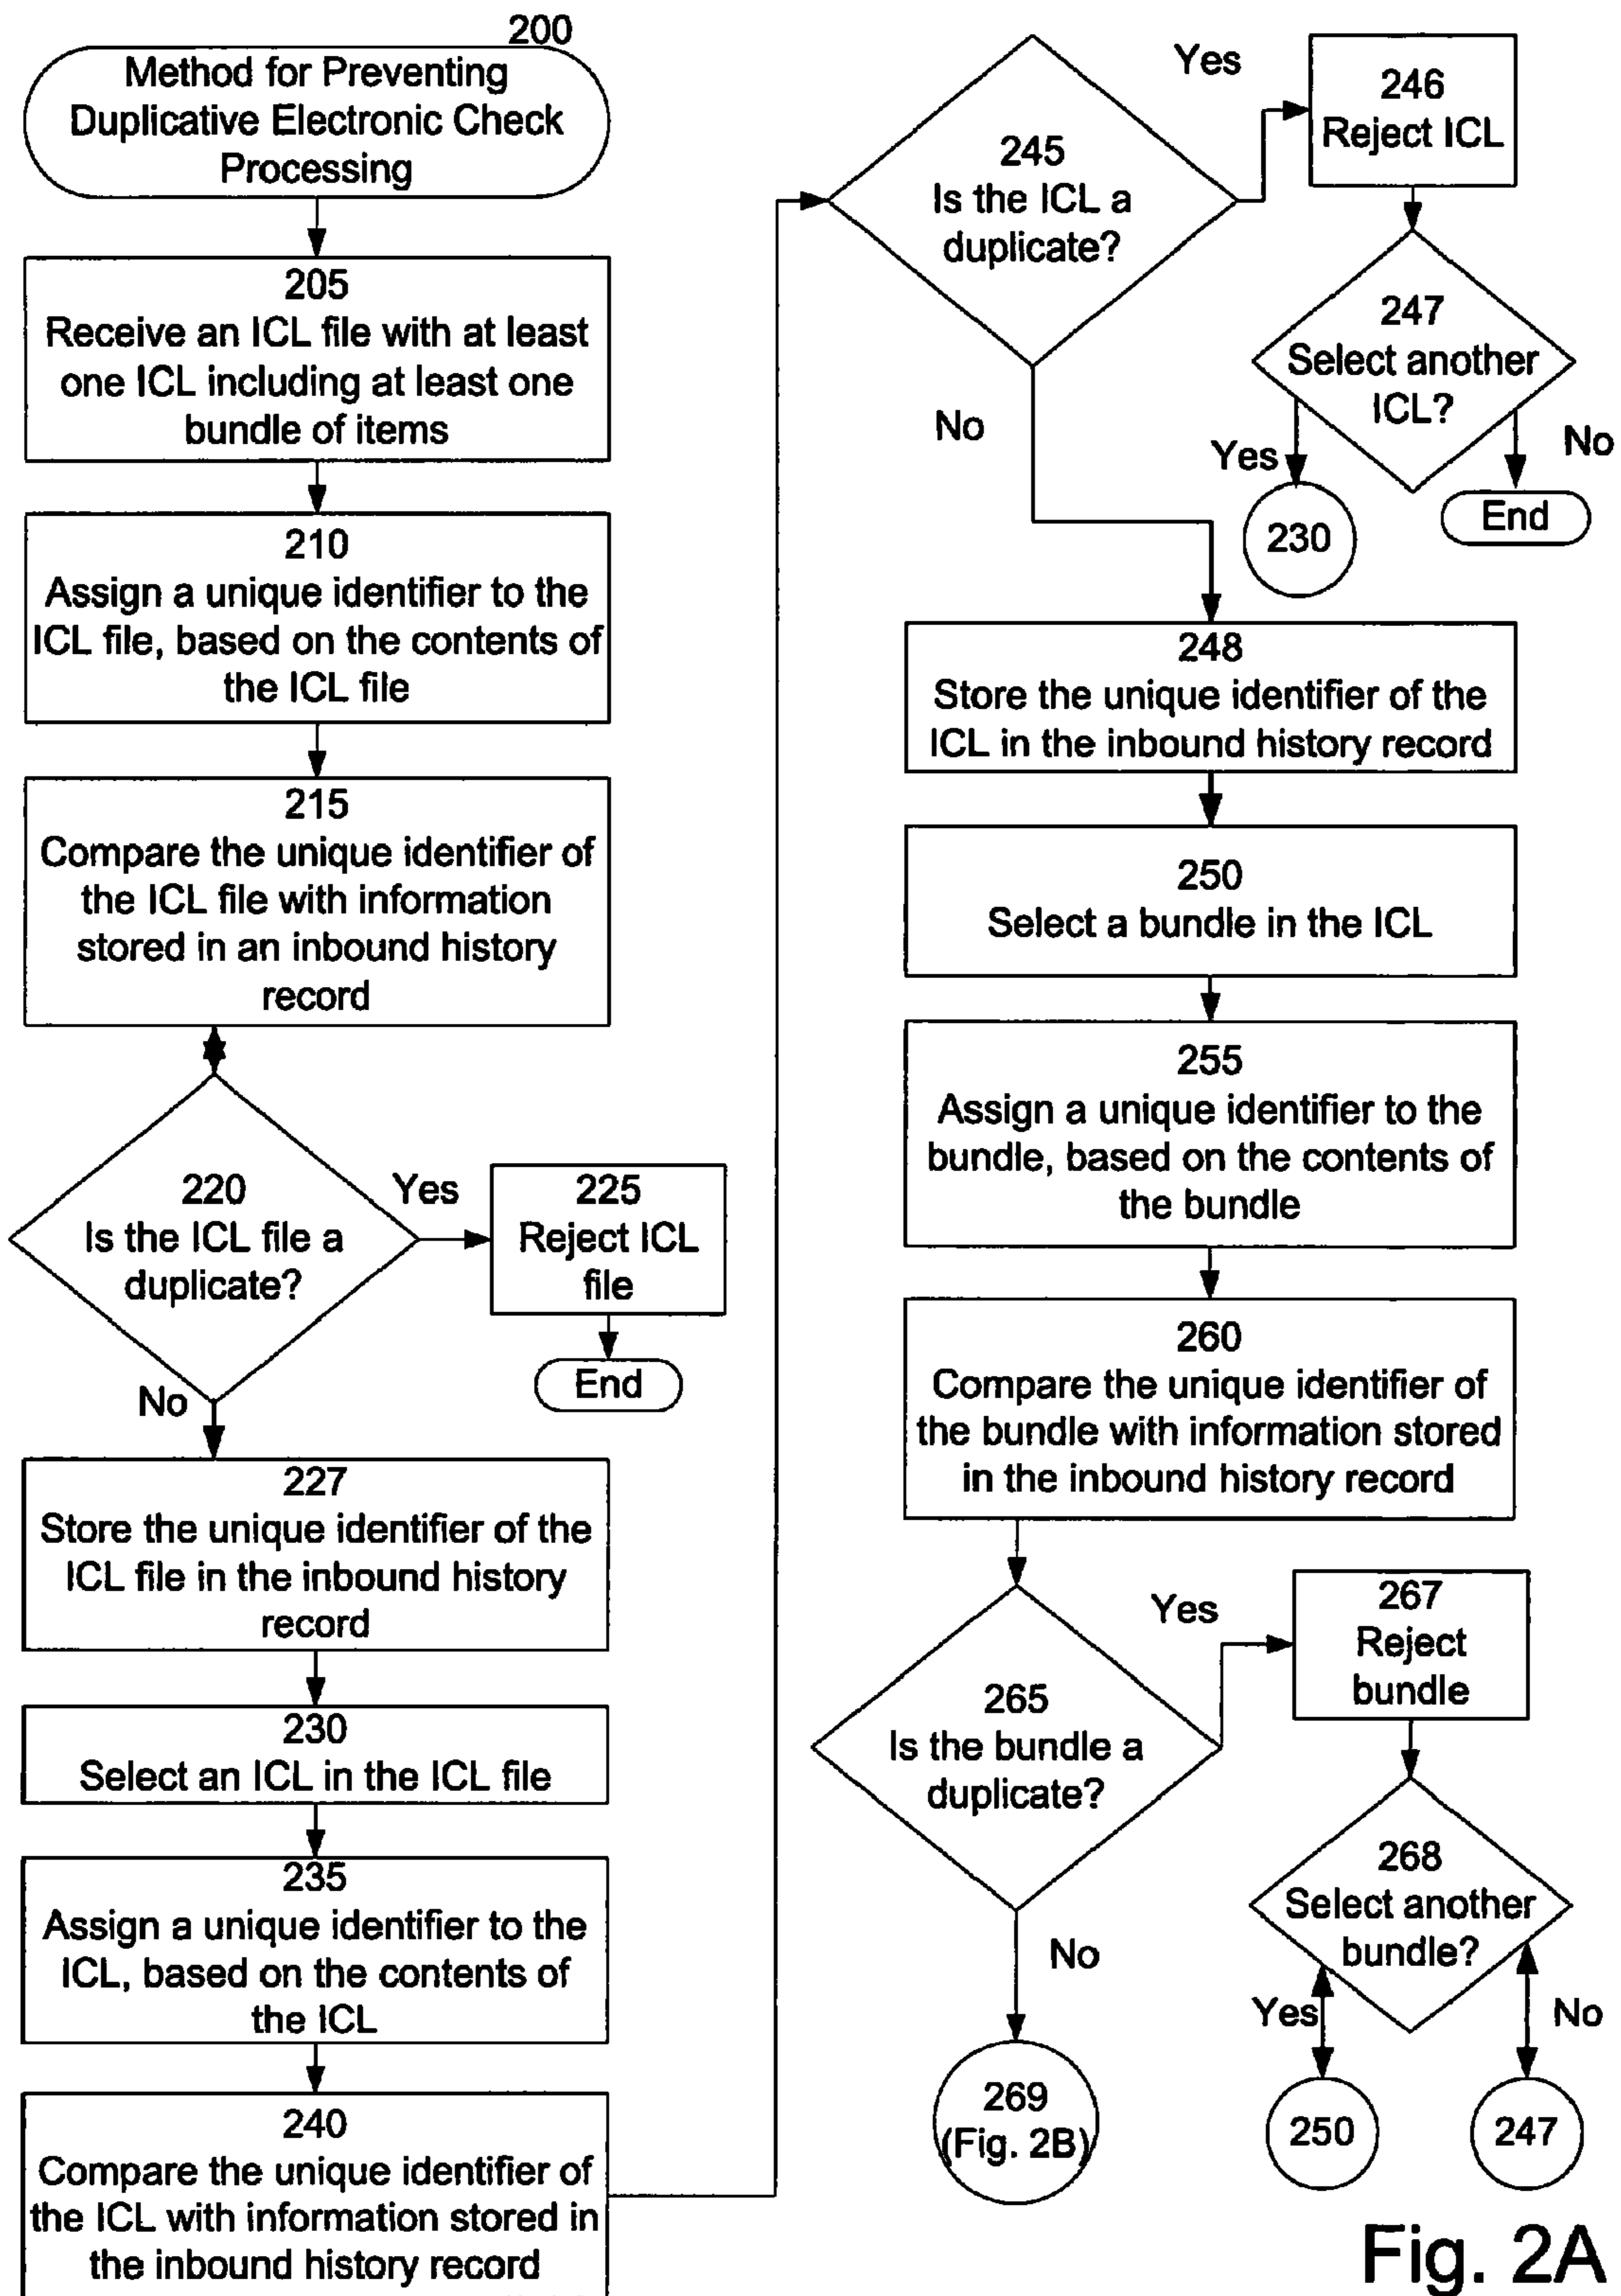 200
Method for Preventing
Duplicative Electronic Check
Processing
205
Receive an ICL file with at least
one ICL including at least one
bundle of items
210
Assign a unique identifier to the
ICL file, based on the contents of
the ICL file
215
Compare the unique identifier of
the ICL file with information
stored in an inbound history
record
220
Is the ICL file a
duplicate?
Yes
225
Reject ICL
file
End
No
227
Store the unique identifier of the
ICL file in the inbound history
record
230
Select an ICL in the ICL file
235
Assign a unique identifier to the
ICL, based on the contents of
the ICL
240
Compare the unique identifier of
the ICL with information stored in
the inbound history record
245
Is the ICL a
duplicate?
Yes
246
Reject ICL
247
Select another
ICL?
Yes
230
No
End
No
248
Store the unique identifier of the
ICL in the inbound history record
250
Select a bundle in the ICL
255
Assign a unique identifier to the
bundle, based on the contents of
the bundle
260
Compare the unique identifier of
the bundle with information stored
in the inbound history record
265
Is the bundle a
duplicate?
Yes
267
Reject
bundle
268
Select another
bundle?
Yes
250
No
247
No
269
(Fig. 2B)
Fig. 2A